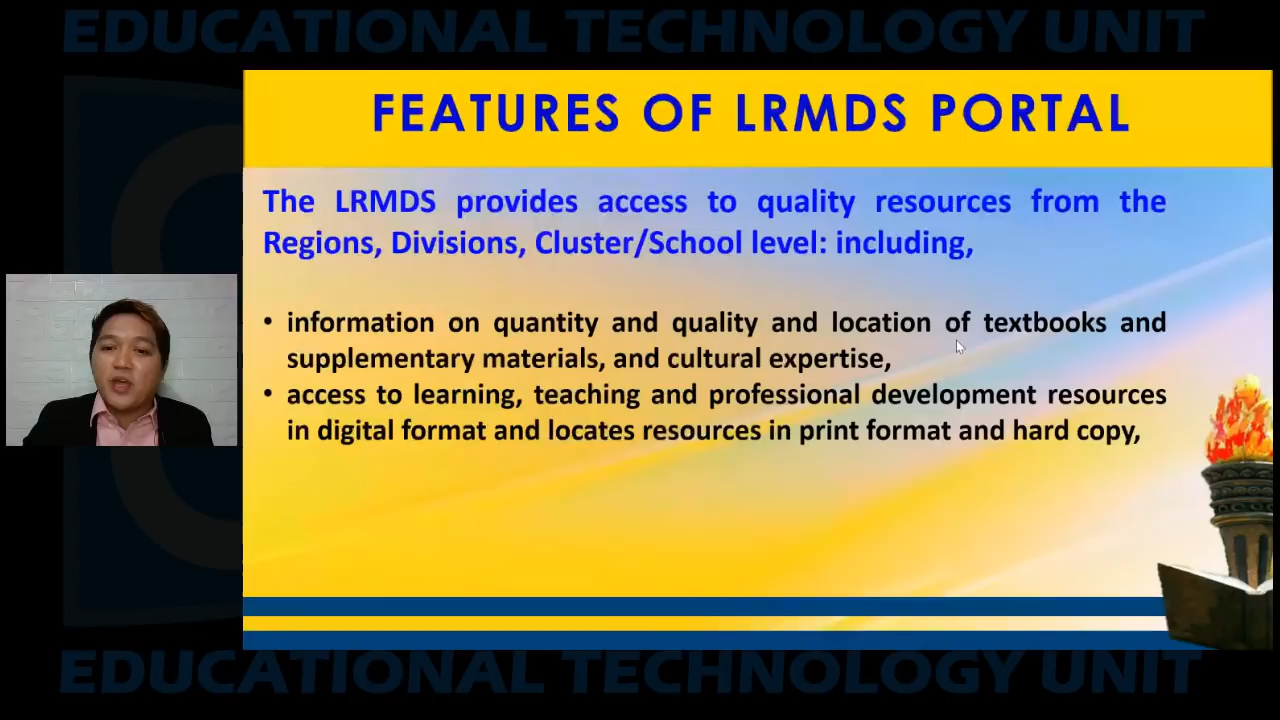 EDUCATIONAL TECHNOLOGY UNIT
FEATURES OF LRMDS PORTAL
The LRMDS provides access to quality resources from the
Regions, Divisions, Cluster/School level: including,
• information on quantity and quality and location of textbooks and
supplementary materials, and cultural expertise,
• access to learning, teaching and professional development resources
in digital format and locates resources in print format and hard copy,
EDUCATIONAL TECHNOLOGY UNIT